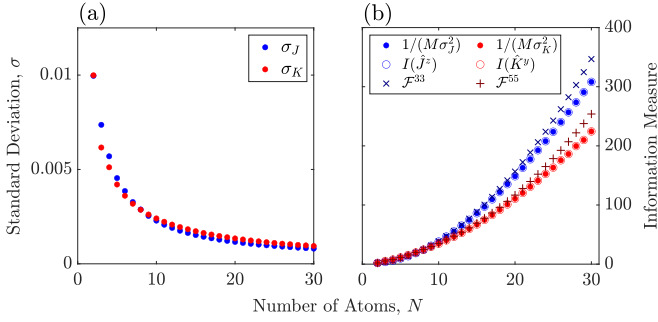 (a)
(b)
Standard Deviation, σ
0.01
0.005
0
σ_J
σ_K
0 10 20 30
1/(Mσ_J^2)
1/(Mσ_K^2)
I(Ĵ^z)
I(K̂^y)
ℱ^33
ℱ^55
400
300
200
100
0
Information Measure
0 10 20 30
Number of Atoms, N